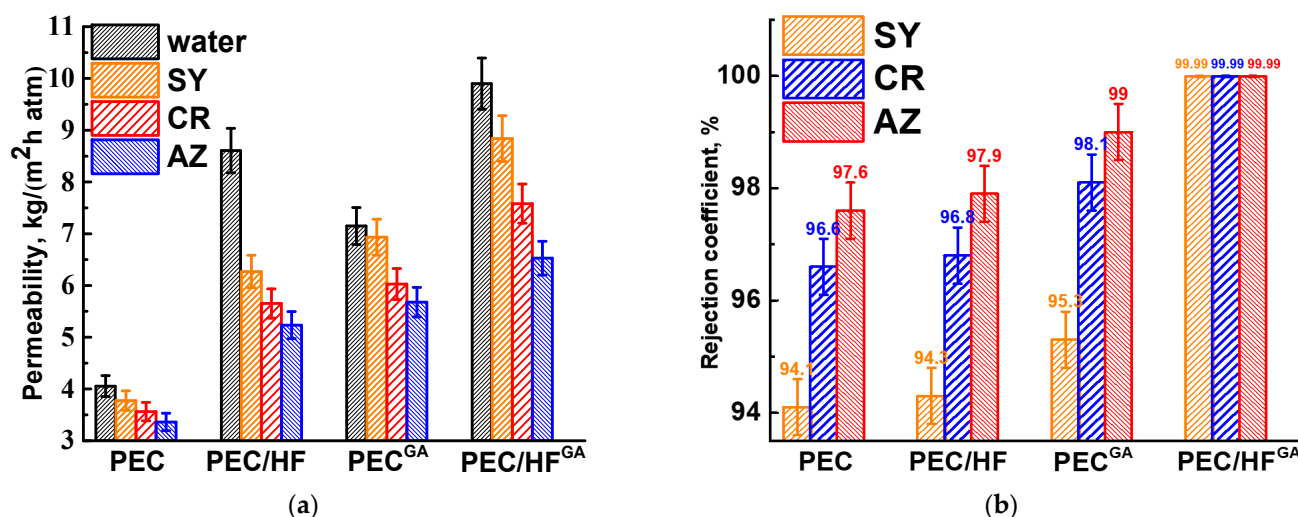 Permeability, kg/(m²h atm)
11
10
9
8
7
6
5
4
3
water
SY
CR
AZ
PEC PEC/HF PECᴳᴬ PEC/HFᴳᴬ
(a)
Rejection coefficient, %
100
98
96
94
SY
CR
AZ
94.1 96.6 97.6
94.3 96.8 97.9
95.3 98.1 99
99.99 99.99 99.99
PEC PEC/HF PECᴳᴬ PEC/HFᴳᴬ
(b)